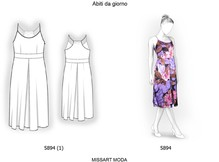 Abiti da giorno
5894 (1)
5894
MISSART MODA